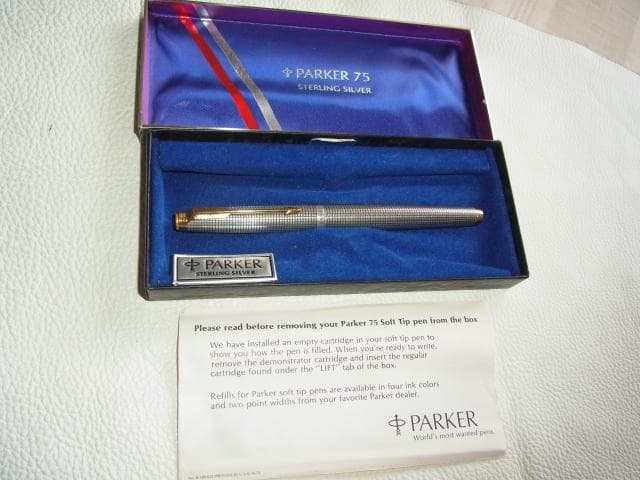 PARKER 75
STERLING SILVER
PARKER
STERLING SILVER
Please read before removing your Parker 75 Soft Tip pen from the box
We have installed an empty cartridge in your soft tip pen to
show you how the pen is filled. When you're ready to write,
remove the demonstrator cartridge and insert the regular
cartridge found under the "LIFT" tab of the box.
Refills for Parker soft tip pens are available in four ink colors
and two point widths from your favorite Parker dealer.
PARKER
World's most wanted pens.